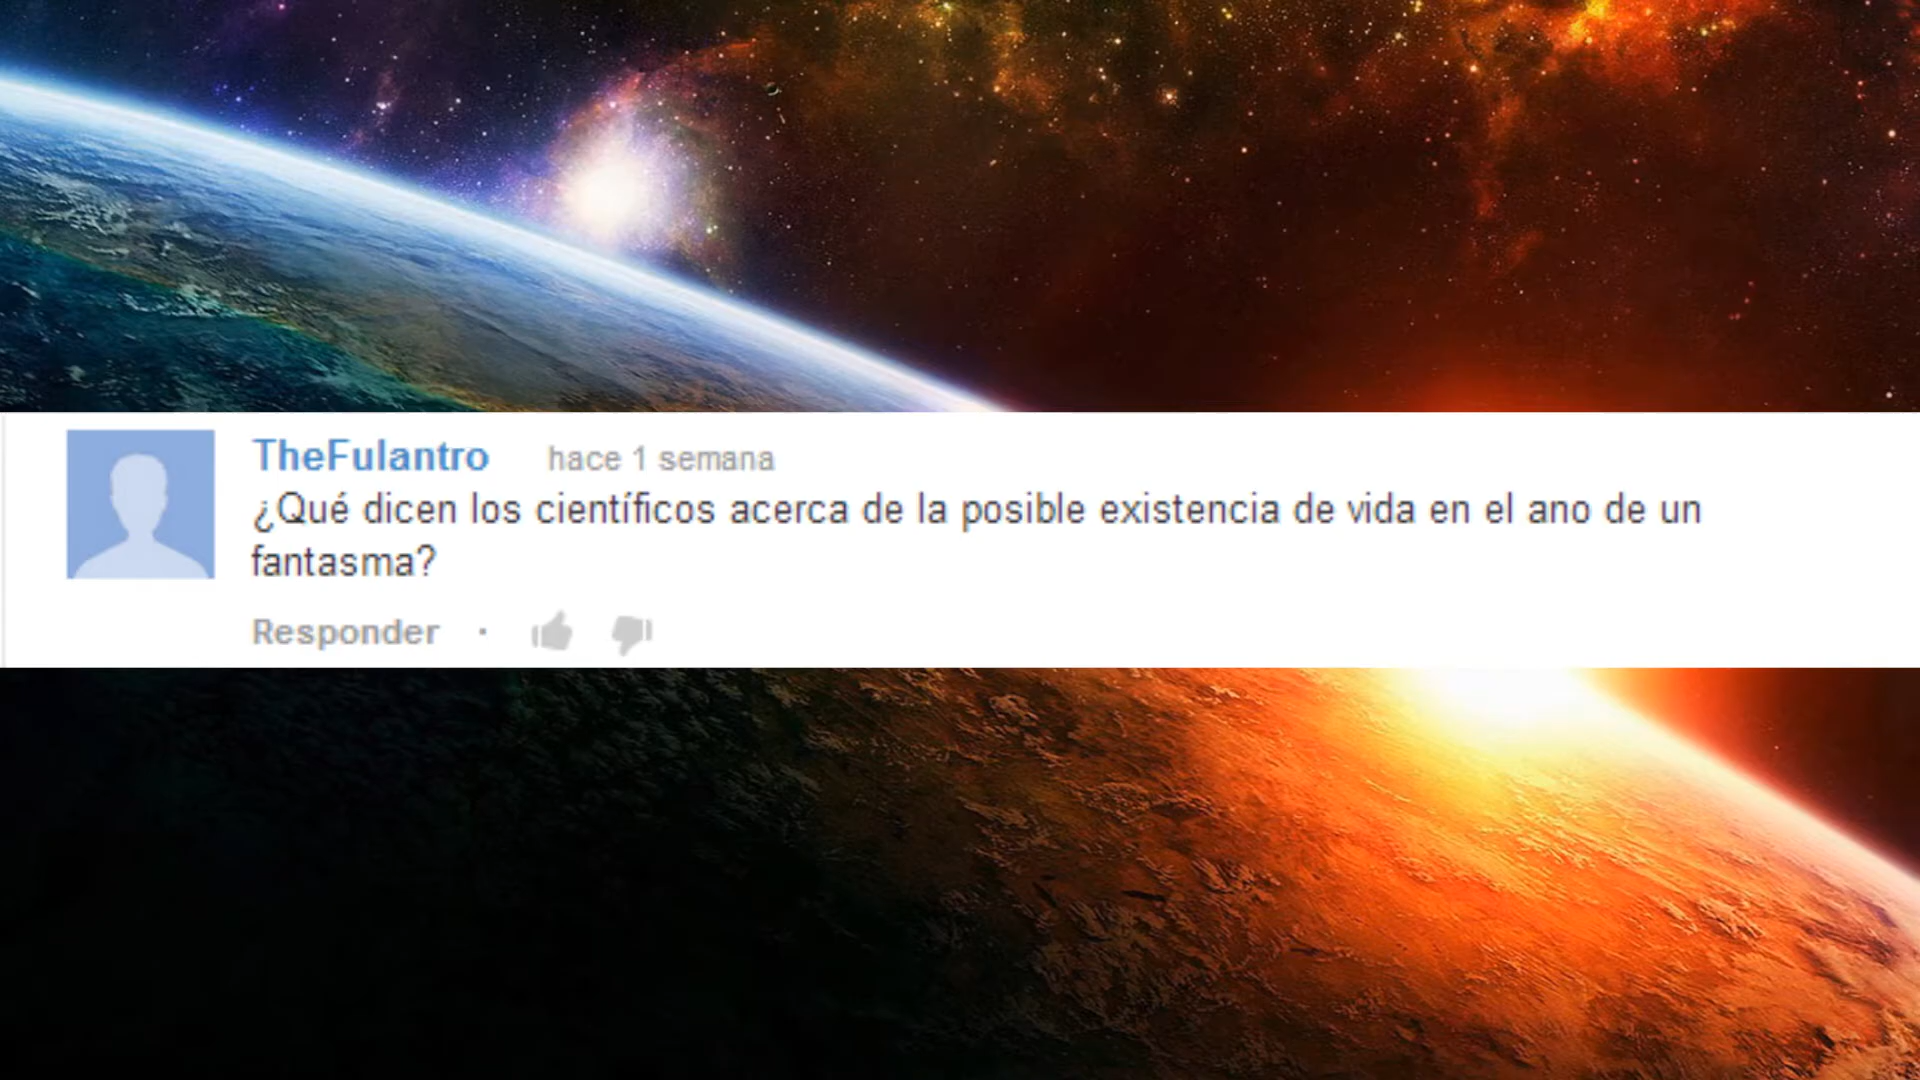 TheFulantro hace 1 semana
¿Qué dicen los científicos acerca de la posible existencia de vida en el ano de un
fantasma?
Responder ·